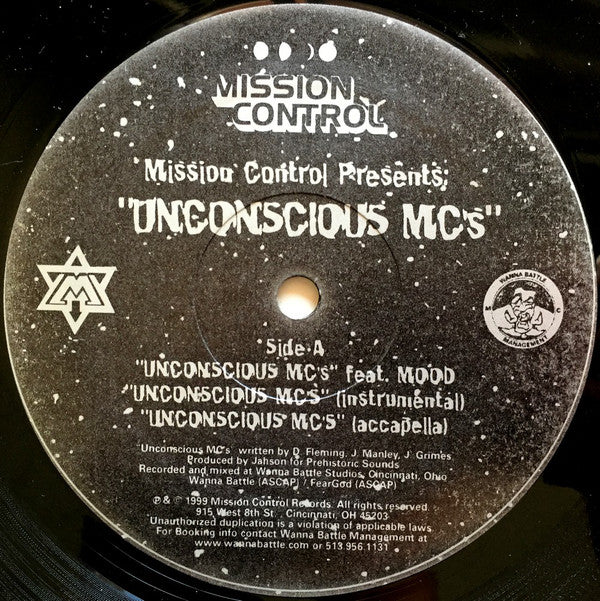 MISSION
CONTROL
Mission Control Presents;
"UNCONSCIOUS MC's"
M
WANNA BATTLE
M C
MANAGEMENT
Side A
"UNCONSCIOUS MC's" feat. MOOD
"UNCONSCIOUS MC'S" (instrumental)
"UNCONSCIOUS MC'S" (accapella)
"Unconscious MC's" written by D. Fleming, J. Manley, J. Grimes
Produced by Jahson for Prehistoric Sounds
Recorded and mixed at Wanna Battle Studios, Cincinnati, Ohio
Wanna Battle (ASCAP) / FearGod (ASCAP)
℗ & © 1999 Mission Control Records. All rights reserved.
915 West 8th St. , Cincinnati, OH 45203
Unauthorized duplication is a violation of applicable laws
For Booking info contact Wanna Battle Management at
www.wannabattle.com or 513.956.1131